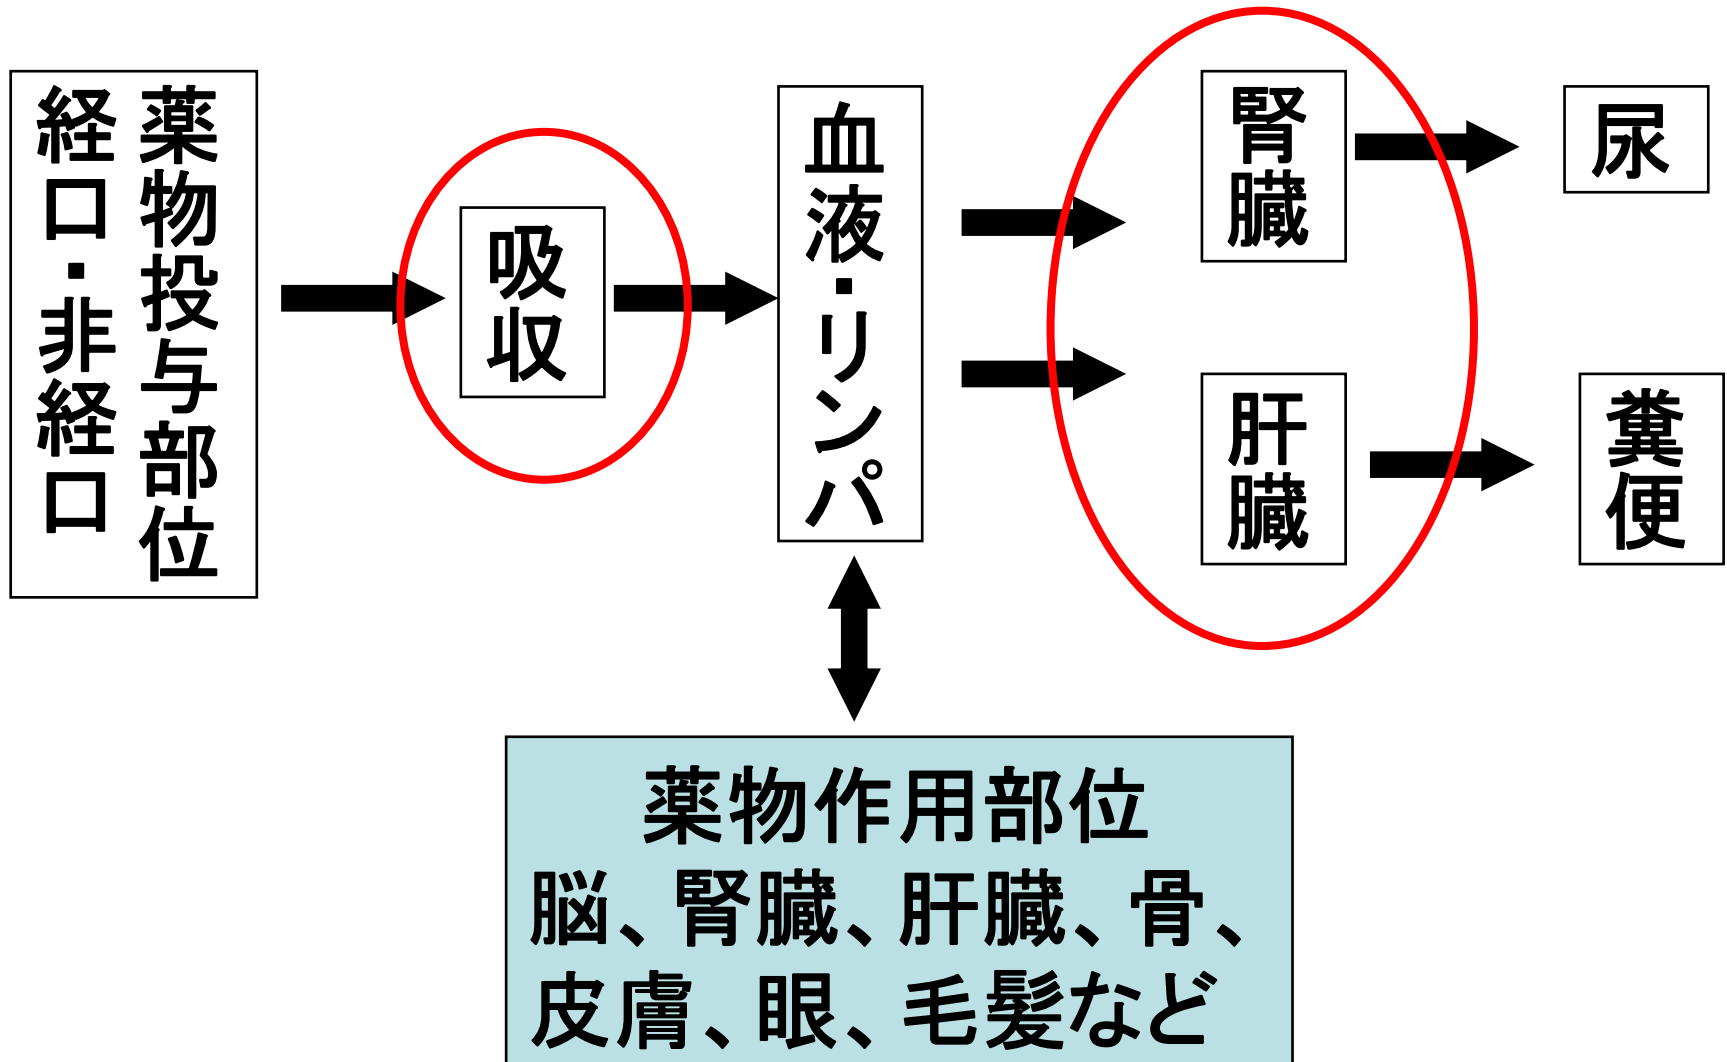 薬物投与部位
経口・非経口
吸収
血液・リンパ
腎臓
尿
肝臓
糞便
薬物作用部位
脳、腎臓、肝臓、骨、
皮膚、眼、毛髪など